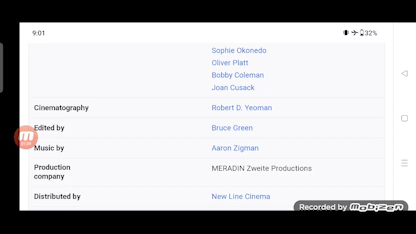 9:01
32%
Sophie Okonedo
Oliver Platt
Bobby Coleman
Joan Cusack
Cinematography Robert D. Yeoman
Edited by Bruce Green
Music by Aaron Zigman
Production company MERADIN Zweite Productions
Distributed by New Line Cinema
Recorded by Mobizen